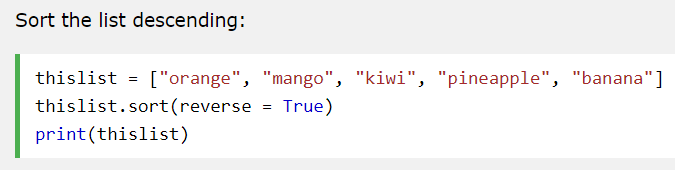 Sort the list descending:
thislist = ["orange", "mango", "kiwi", "pineapple", "banana"]
thislist.sort(reverse = True)
print(thislist)